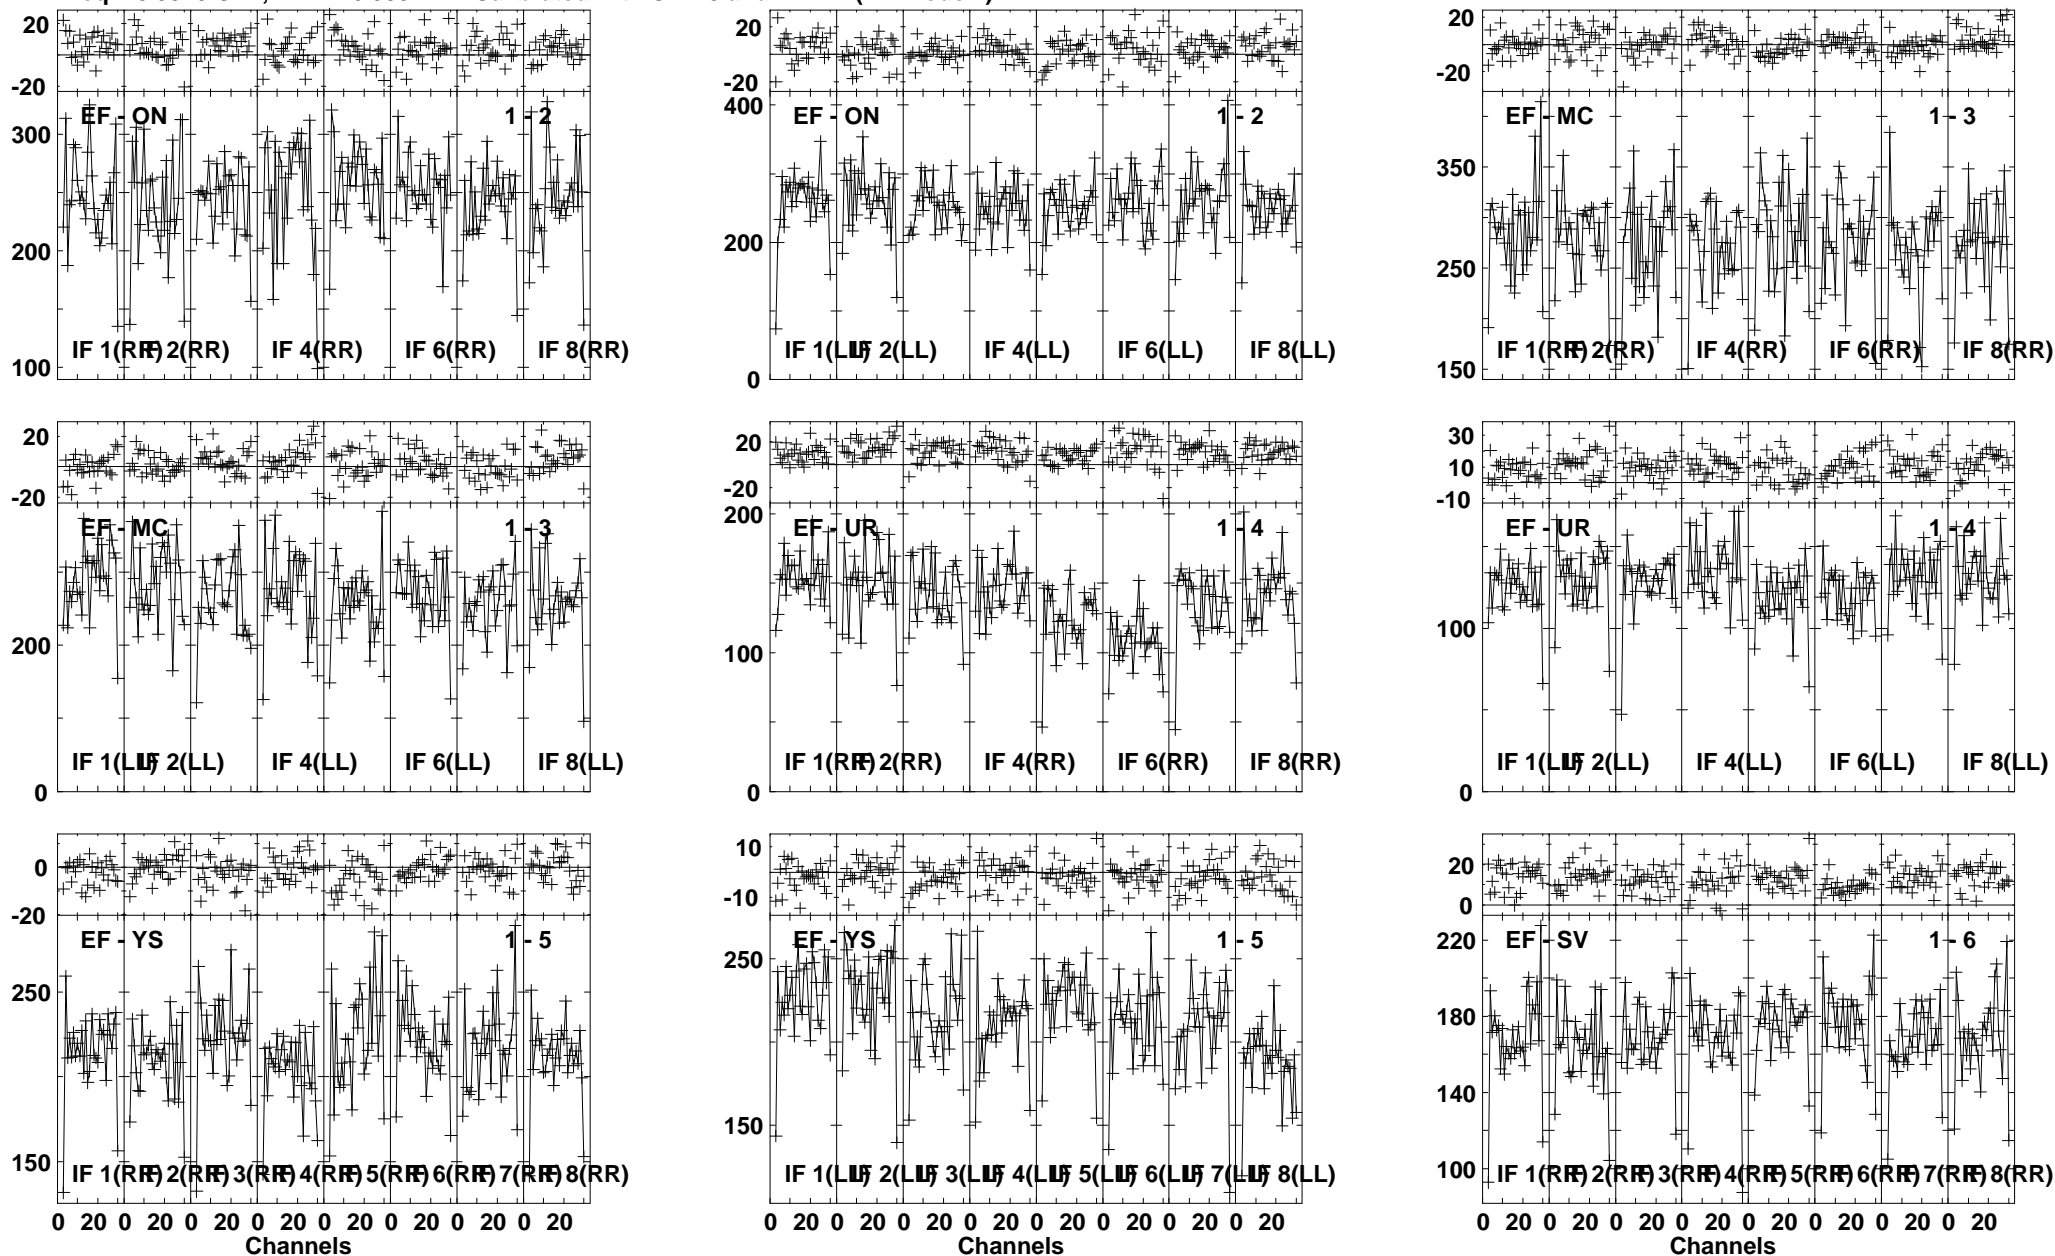 20 20 20
-20 -20 -20
EF - ON 1 - 2 EF - ON 1 - 2 EF - MC 1 - 3
300 400 350
200 200 250
100 0 150
IF 1(RR) IF 2(RR) IF 4(RR) IF 6(RR) IF 8(RR) IF 1(LL) IF 2(LL) IF 4(LL) IF 6(LL) IF 8(LL) IF 1(RR) IF 2(RR) IF 4(RR) IF 6(RR) IF 8(RR)
20 20 30
10
-20 -20 -10
EF - MC 1 - 3 EF - UR 1 - 4 EF - UR 1 - 4
200 200 100
0 100 0
0
IF 1(LL) IF 2(LL) IF 4(LL) IF 6(LL) IF 8(LL) IF 1(RR) IF 2(RR) IF 4(RR) IF 6(RR) IF 8(RR) IF 1(LL) IF 2(LL) IF 4(LL) IF 6(LL) IF 8(LL)
0 10 20
-20 -10 0
EF - YS 1 - 5 EF - YS 1 - 5 EF - SV 1 - 6
250 250 220
180
140
150 150 100
IF 1(RR) IF 2(RR) IF 3(RR) IF 4(RR) IF 5(RR) IF 6(RR) IF 7(RR) IF 8(RR) IF 1(LL) IF 2(LL) IF 3(LL) IF 4(LL) IF 5(LL) IF 6(LL) IF 7(LL) IF 8(LL) IF 1(RR) IF 2(RR) IF 3(RR) IF 4(RR) IF 5(RR) IF 6(RR) IF 7(RR) IF 8(RR)
0 20 0 20 0 20 0 20 0 20 0 20 0 20 0 20 0 20 0 20 0 20 0 20 0 20 0 20 0 20 0 20 0 20 0 20 0 20 0 20 0 20 0 20 0 20 0 20
Channels Channels Channels